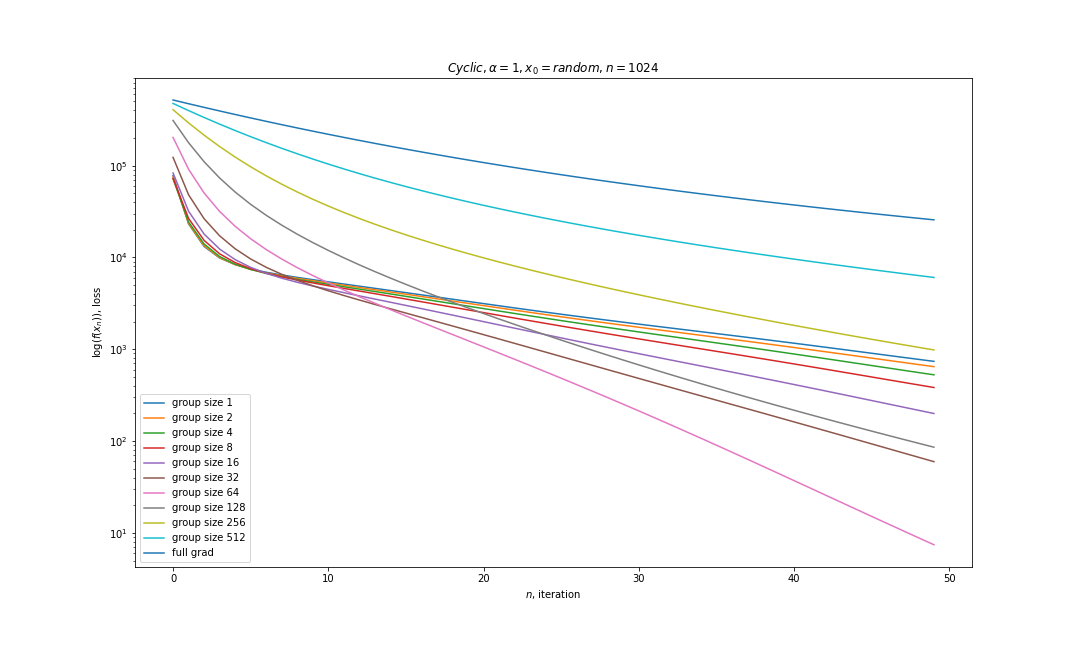 Cyclic, α = 1, x₀ = random, n = 1024
log(f(xₙ)), loss
10⁵
10⁴
10³
10²
10¹
group size 1
group size 2
group size 4
group size 8
group size 16
group size 32
group size 64
group size 128
group size 256
group size 512
full grad
0 10 20 30 40 50
n, iteration